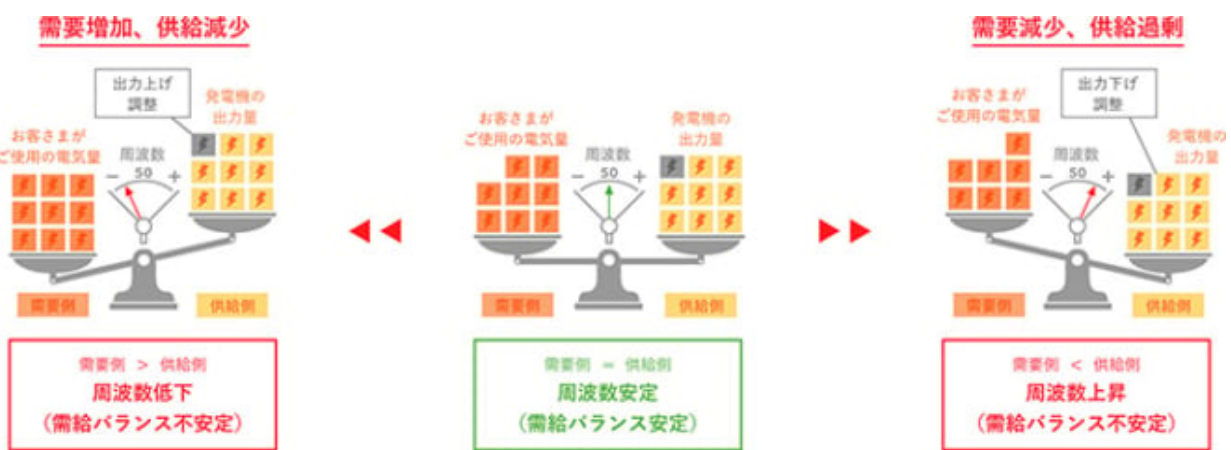 需要増加、供給減少
出力上げ
調整
発電機の
出力量
お客さまが
ご使用の電気量
周波数
- 50 +
需要側
供給側
需要側 > 供給側
周波数低下
(需給バランス不安定)
お客さまが
ご使用の電気量
周波数
- 50 +
発電機の
出力量
需要側
供給側
需要側 = 供給側
周波数安定
(需給バランス安定)
需要減少、供給過剰
お客さまが
ご使用の電気量
出力下げ
調整
周波数
- 50 +
発電機の
出力量
需要側
供給側
需要側 < 供給側
周波数上昇
(需給バランス不安定)